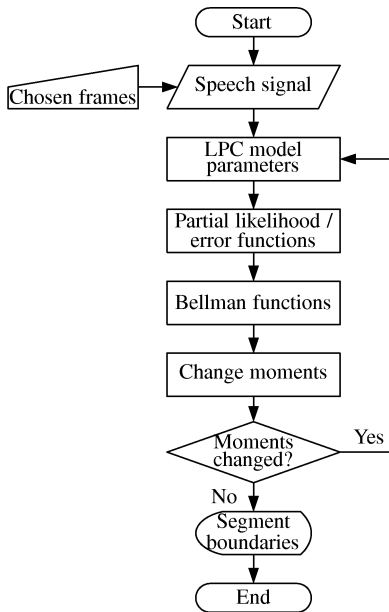 Start
Speech signal
Chosen frames
LPC model
parameters
Partial likelihood /
error functions
Bellman functions
Change moments
Moments
changed?
Yes
No
Segment
boundaries
End